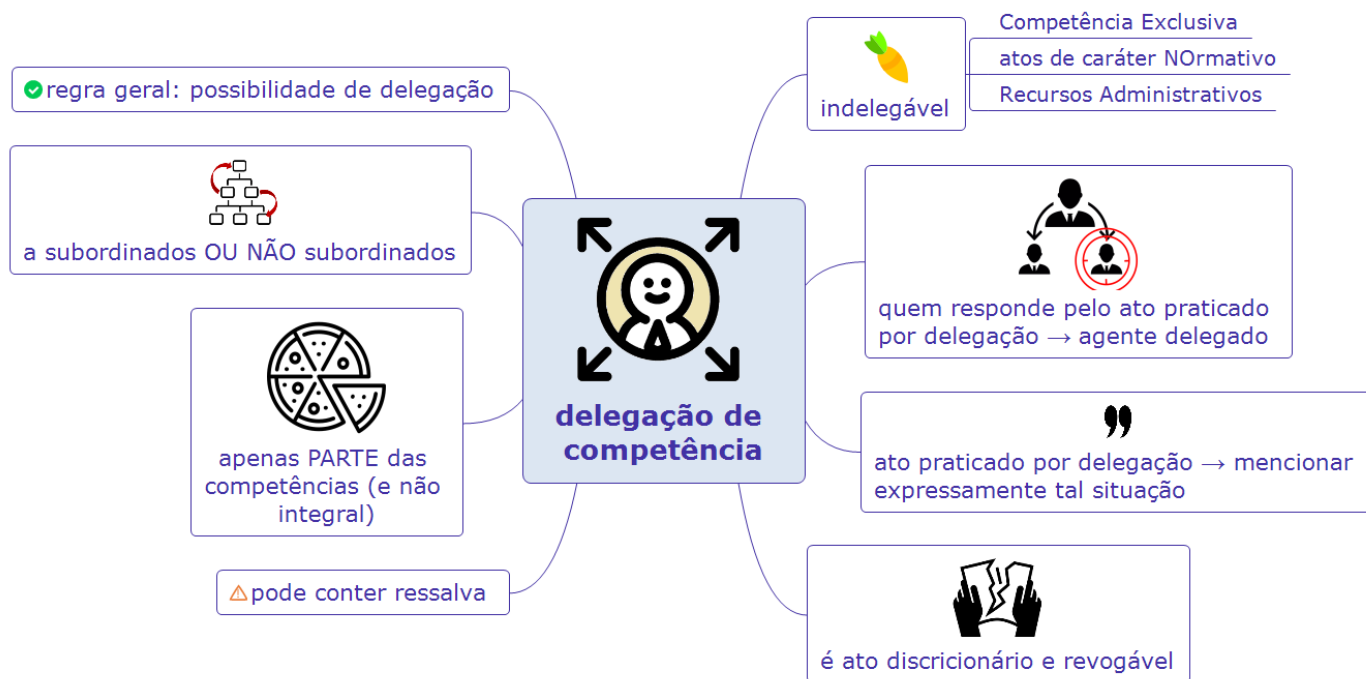 delegação de
competência
regra geral: possibilidade de delegação
a subordinados OU NÃO subordinados
apenas PARTE das
competências (e não
integral)
pode conter ressalva
indelegável
Competência Exclusiva
atos de caráter NOrmativo
Recursos Administrativos
quem responde pelo ato praticado
por delegação → agente delegado
ato praticado por delegação → mencionar
expressamente tal situação
é ato discricionário e revogável